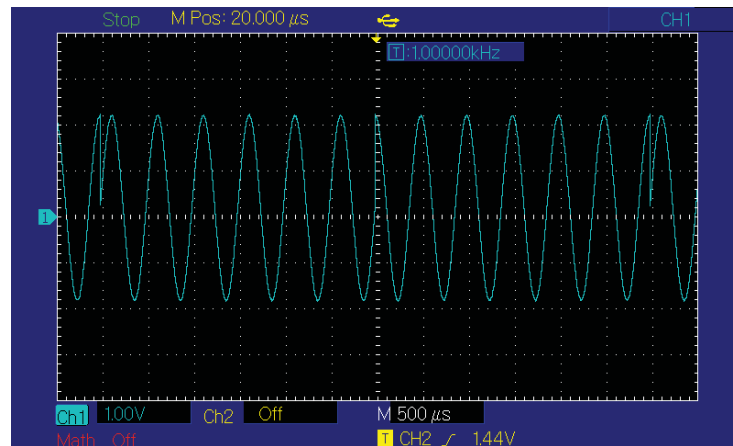 Stop M Pos: 20.000 μs CH1
T :1.00000kHz
1
Ch1 1.00V Ch2 Off M 500 μs
Math Off T CH2 1.44V